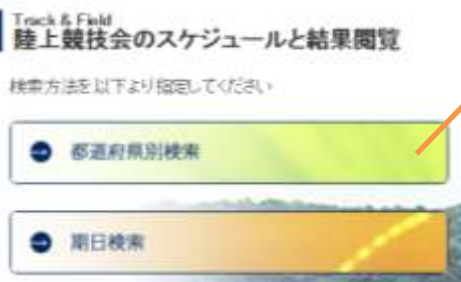 Track & Field
陸上競技会のスケジュールと結果閲覧
検索方法を以下より指定してください
都道府県別検索
期日検索